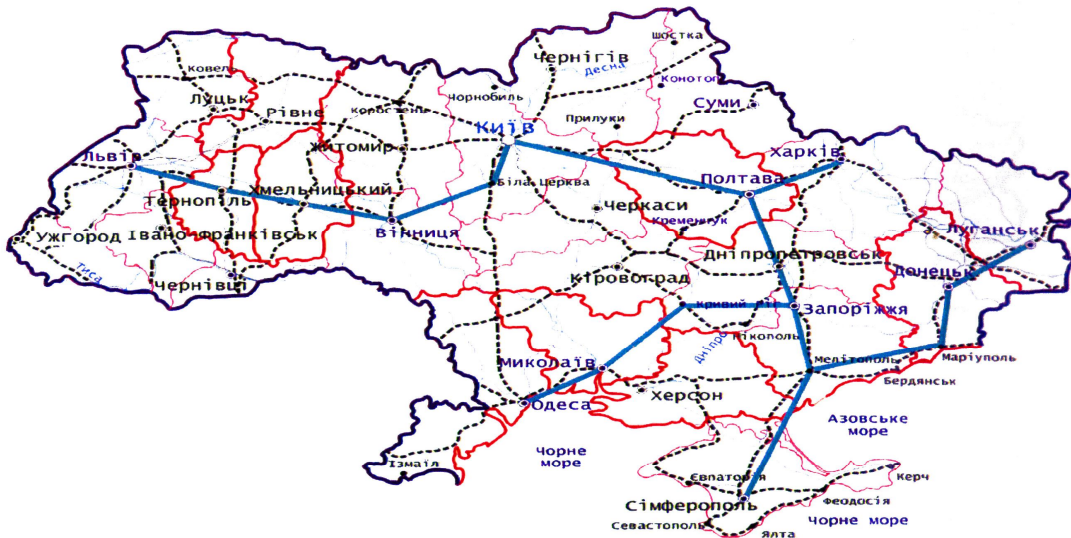 Шостка
Чернігів
Десна
Ковель
Конотоп
Чорнобиль
Луцьк
Коростень
Суми
Рівне
Прилуки
Київ
Житомир
Львів
Харків
Хмельницький
Біла Церква
Полтава
Тернопіль
Черкаси
Кременчук
Вінниця
Луганськ
Ужгород
Івано-Франківськ
Дніпропетровськ
Тиса
Кіровоград
Донецьк
Чернівці
Кривий Ріг
Запоріжжя
Дніпро
Нікополь
Миколаїв
Мелітополь
Маріуполь
Бердянськ
Одеса
Херсон
Азовське
море
Чорне
море
Ізмаїл
Керч
Євпаторія
Сімферополь
Феодосія
Севастополь
Чорне море
Ялта